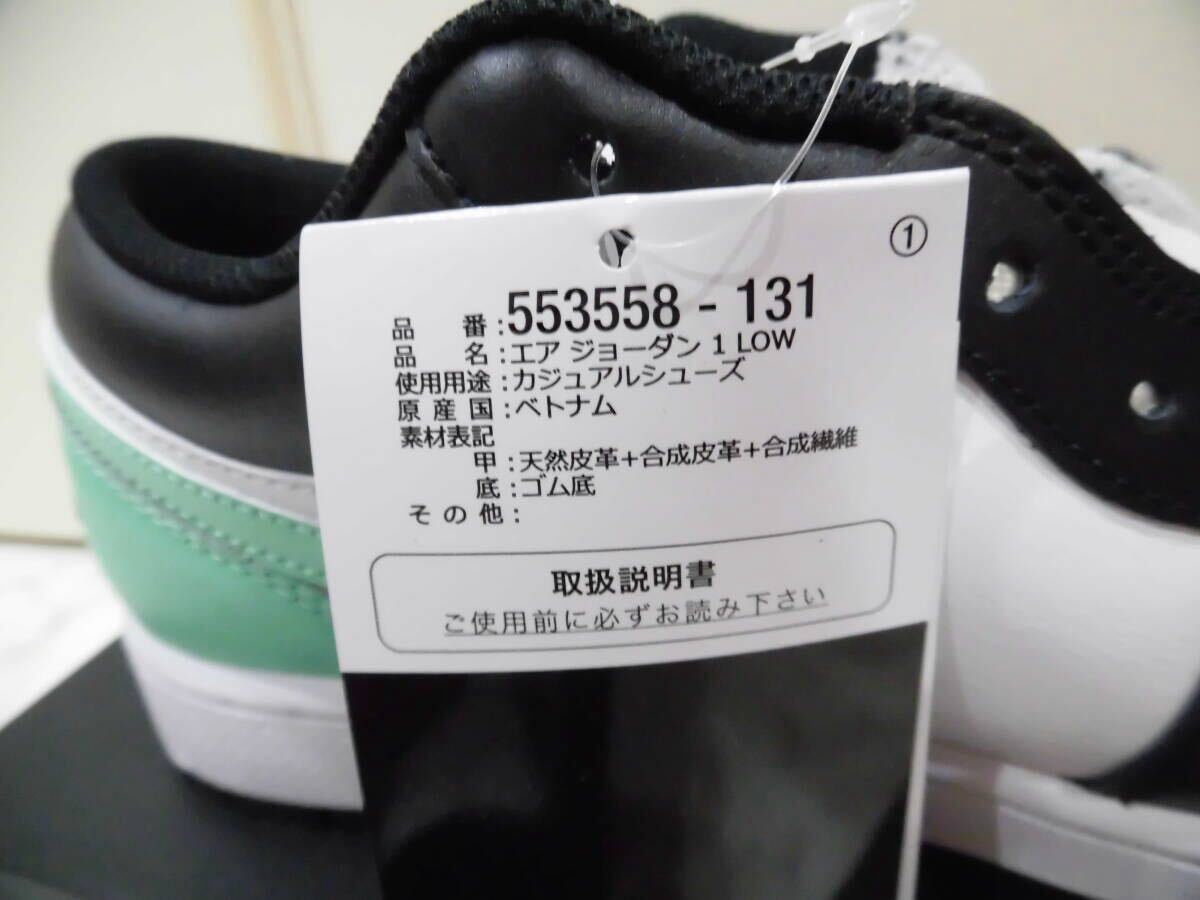 ①
品 番:553558 - 131
品 名:エア ジョーダン 1 LOW
使用用途:カジュアルシューズ
原産国:ベトナム
素材表記
甲:天然皮革+合成皮革+合成繊維
底:ゴム底
その他:
取扱説明書
ご使用前に必ずお読み下さい